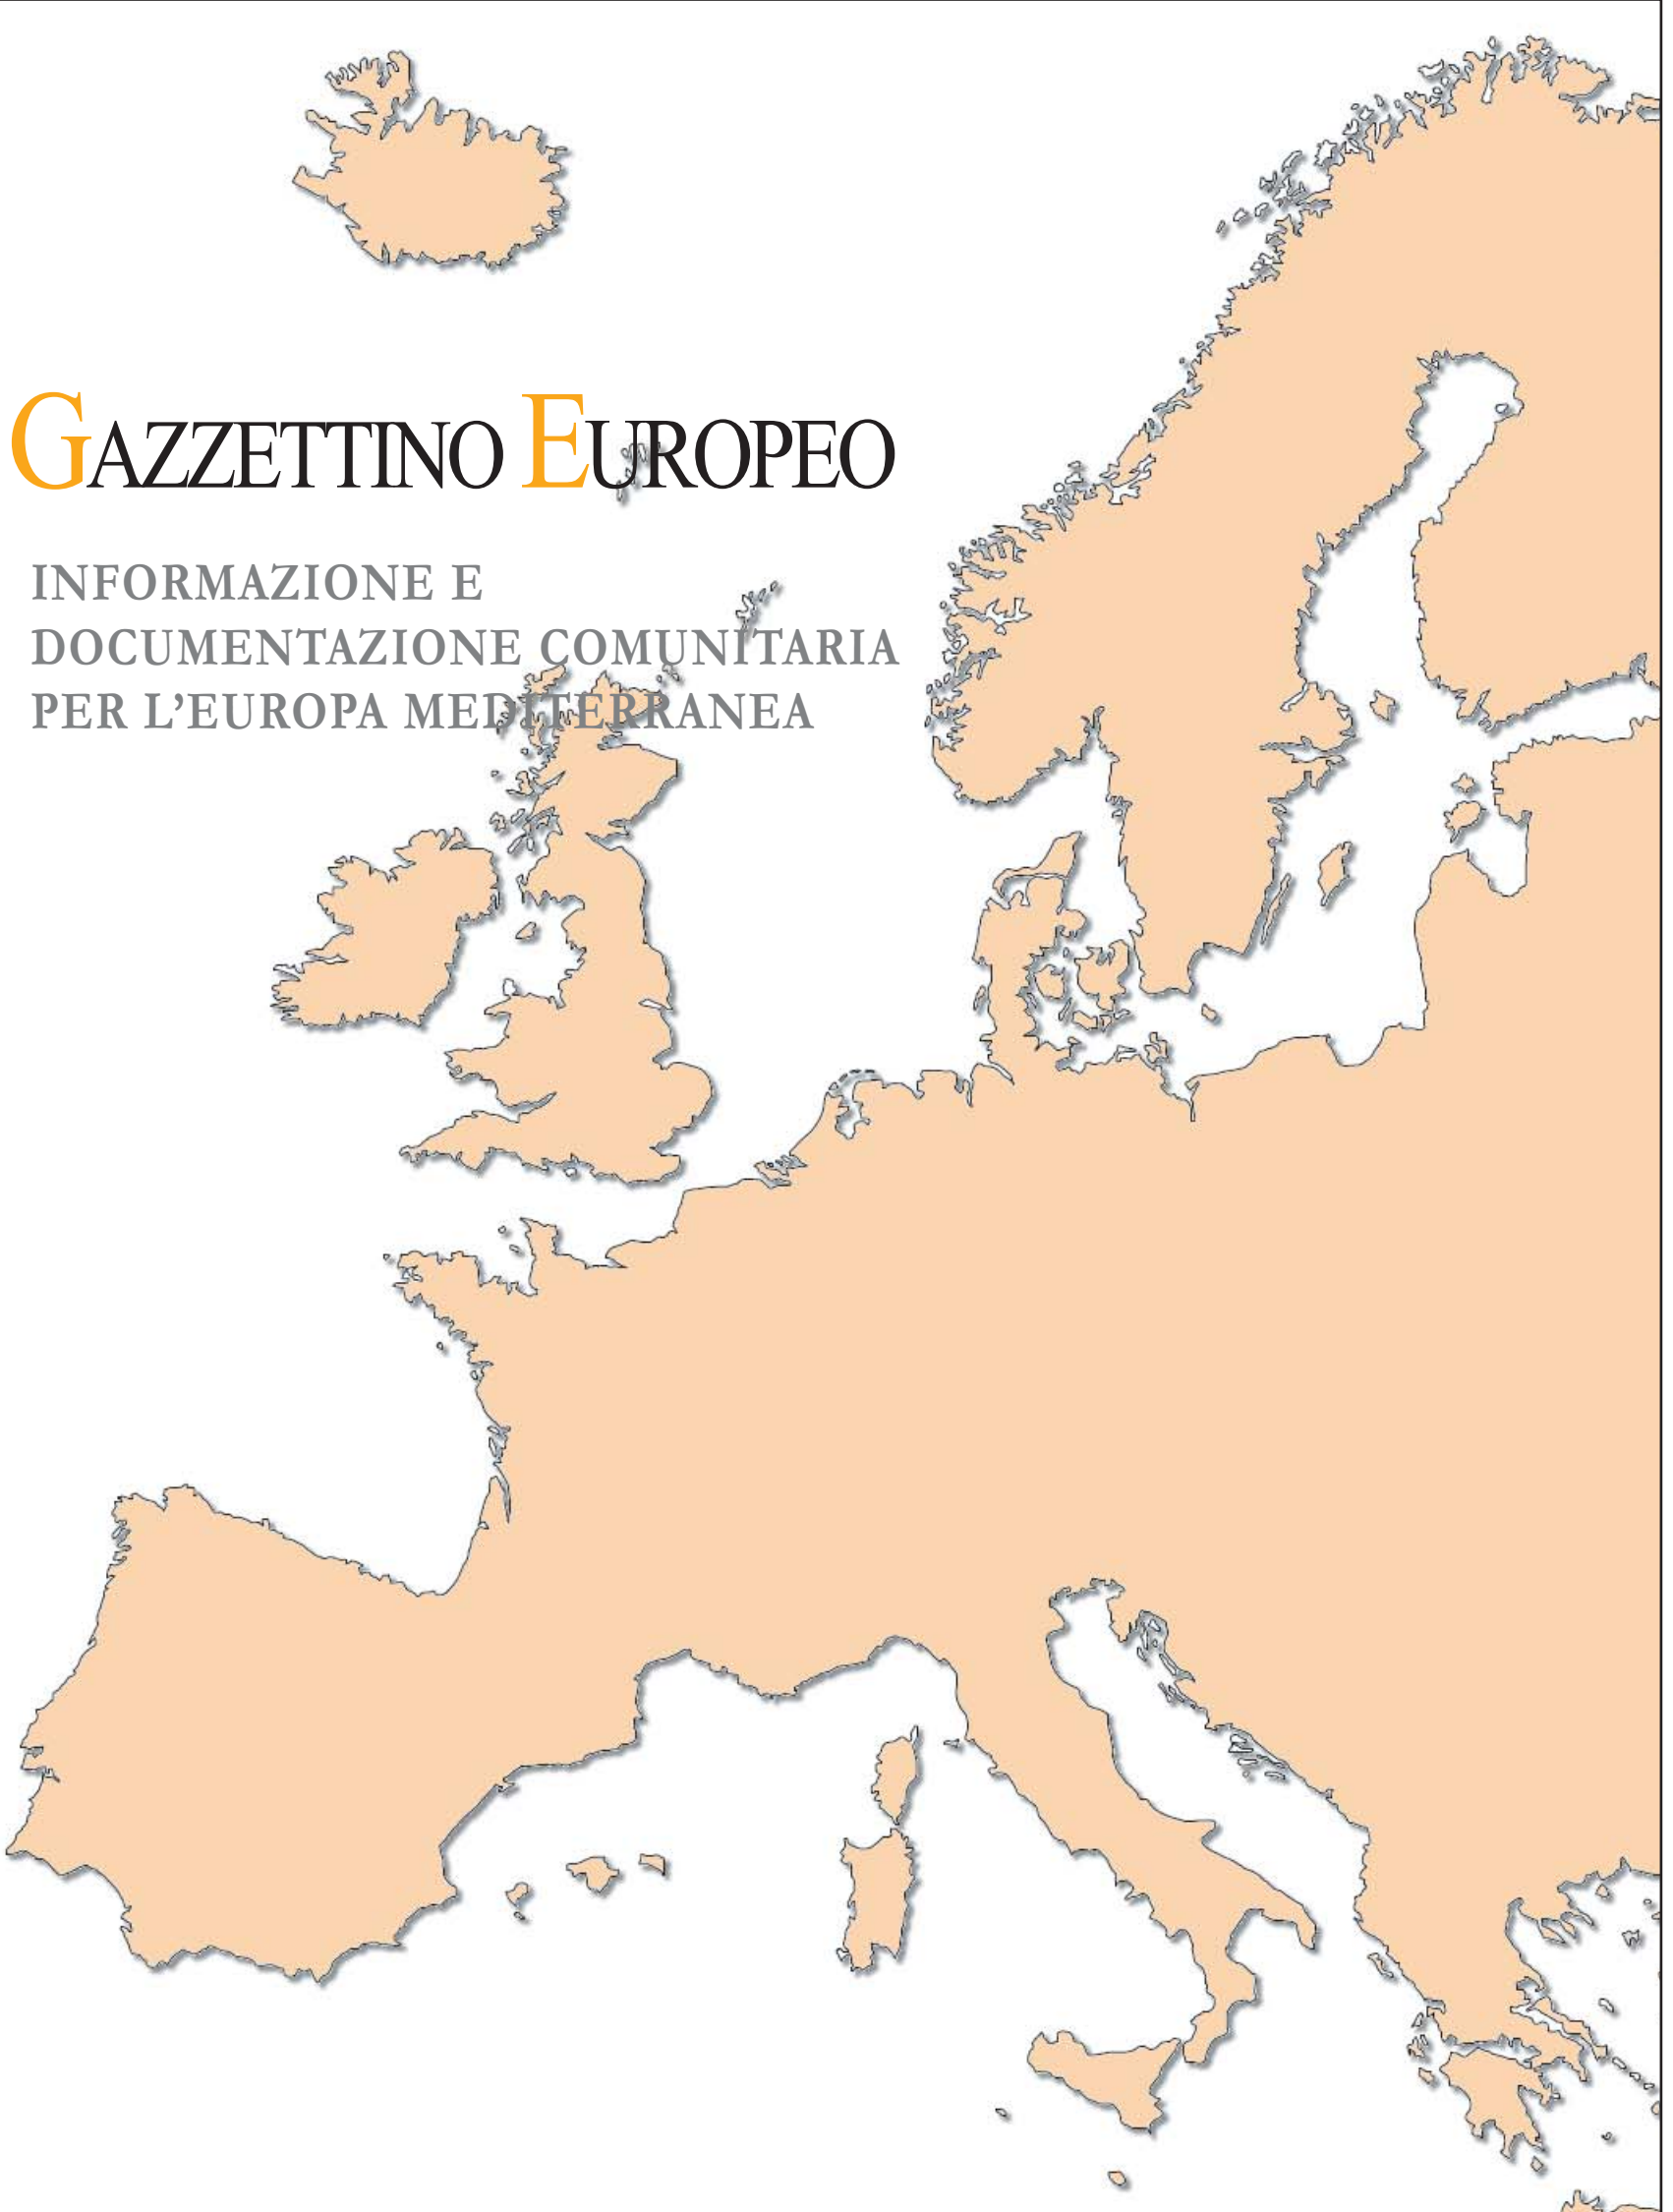 GAZZETTINO EUROPEO
INFORMAZIONE E
DOCUMENTAZIONE COMUNITARIA
PER L’EUROPA MEDITERRANEA